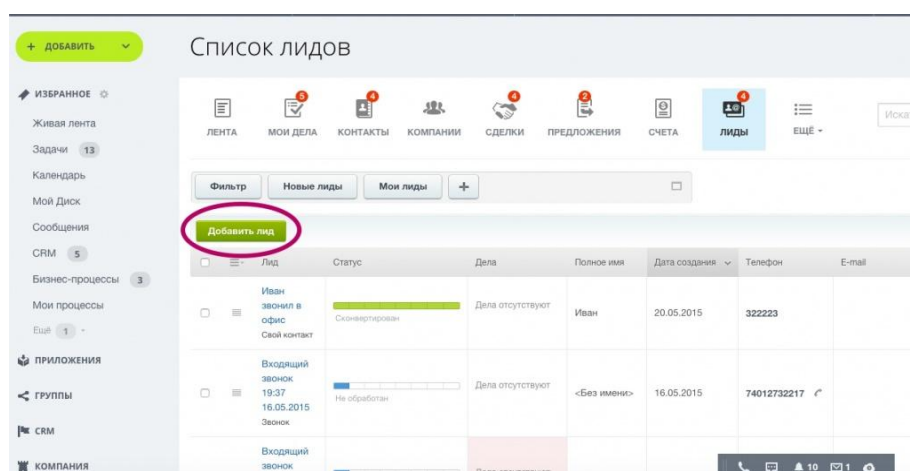 + ДОБАВИТЬ
Список лидов
ИЗБРАННОЕ
Живая лента
Задачи 13
Календарь
Мой Диск
Сообщения
CRM 5
Бизнес-процессы 3
Мои процессы
Ещё 1
ПРИЛОЖЕНИЯ
ГРУППЫ
CRM
КОМПАНИЯ
5 4 4 2 4
ЛЕНТА МОИ ДЕЛА КОНТАКТЫ КОМПАНИИ СДЕЛКИ ПРЕДЛОЖЕНИЯ СЧЕТА ЛИДЫ ЕЩЁ
Иска
Фильтр Новые лиды Мои лиды +
Добавить лид
Лид Статус Дела Полное имя Дата создания Телефон E-mail
Иван
звонил в
офис
Свой контакт
Сконвертирован
Дела отсутствуют
Иван
20.05.2015
322223
Входящий
звонок
19:37
16.05.2015
Звонок
Не обработан
Дела отсутствуют
<Без имени>
16.05.2015
74012732217
Входящий
звонок
10 1